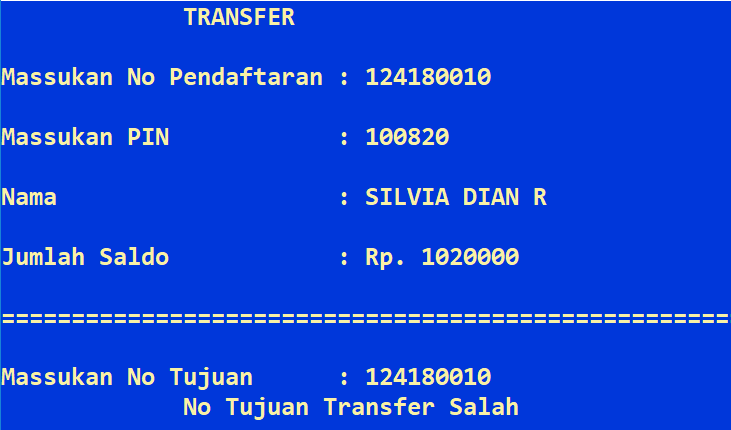 TRANSFER
Massukan No Pendaftaran : 124180010
Massukan PIN : 100820
Nama : SILVIA DIAN R
Jumlah Saldo : Rp. 1020000
====================================================
Massukan No Tujuan : 124180010
No Tujuan Transfer Salah